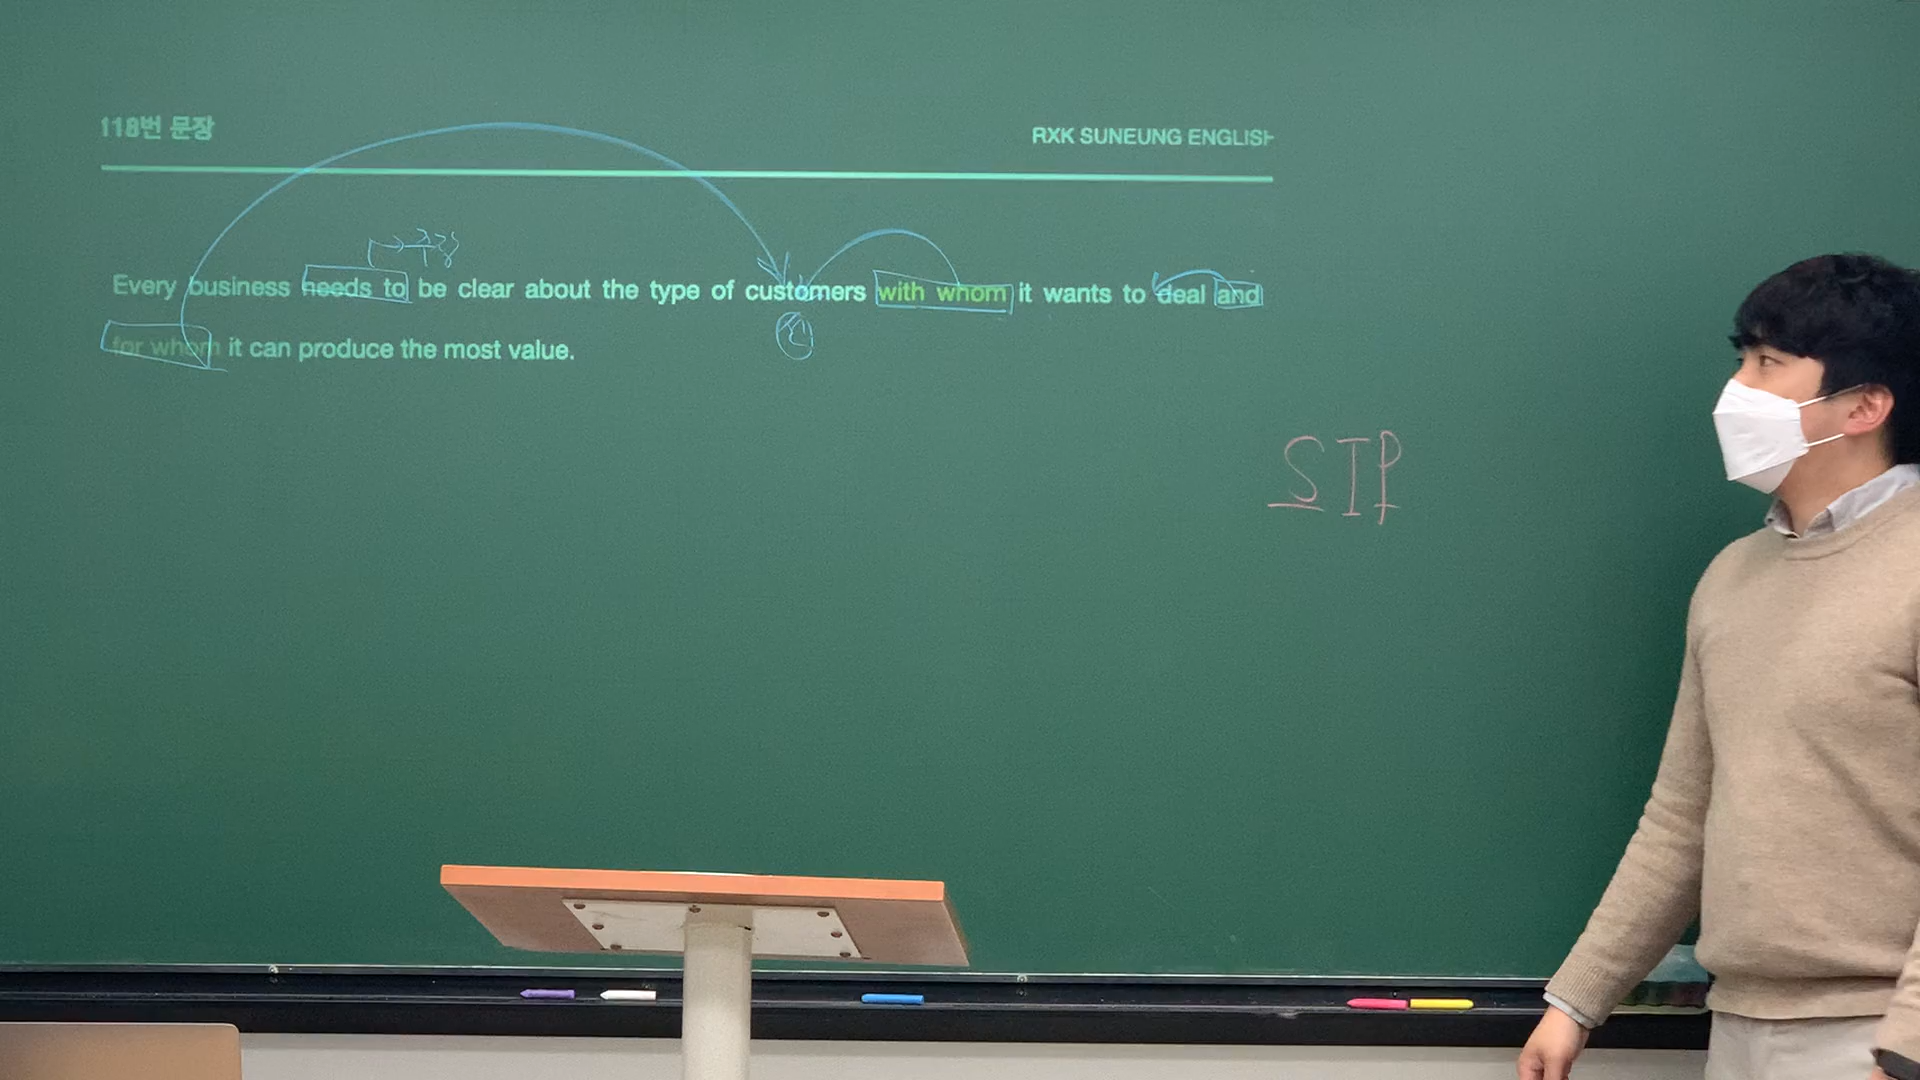 118번 문장
RXK SUNEUNG ENGLISH
주장
Every business needs to be clear about the type of customers with whom it wants to deal and
for whom it can produce the most value.
STP